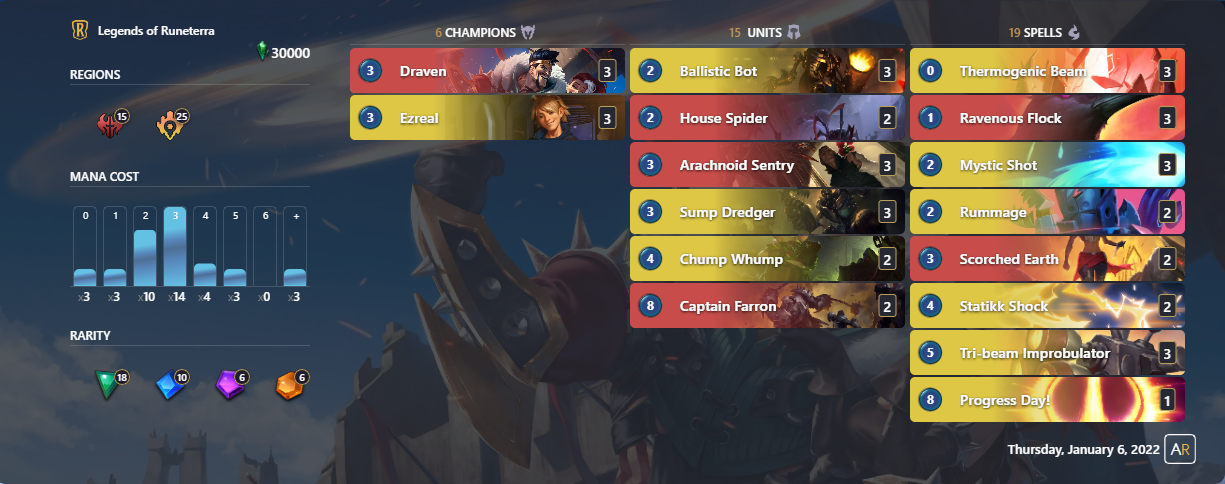 Legends of Runeterra
30000
REGIONS
15 25
MANA COST
0 1 2 3 4 5 6 +
x3 x3 x10 x14 x4 x3 x0 x3
RARITY
18 10 6 6
6 CHAMPIONS
3 Draven 3
3 Ezreal 3
15 UNITS
2 Ballistic Bot 3
2 House Spider 2
3 Arachnoid Sentry 3
3 Sump Dredger 3
4 Chump Whump 2
8 Captain Farron 2
19 SPELLS
0 Thermogenic Beam 3
1 Ravenous Flock 3
2 Mystic Shot 3
2 Rummage 2
3 Scorched Earth 2
4 Statikk Shock 2
5 Tri-beam Improbulator 3
8 Progress Day! 1
Thursday, January 6, 2022 AR